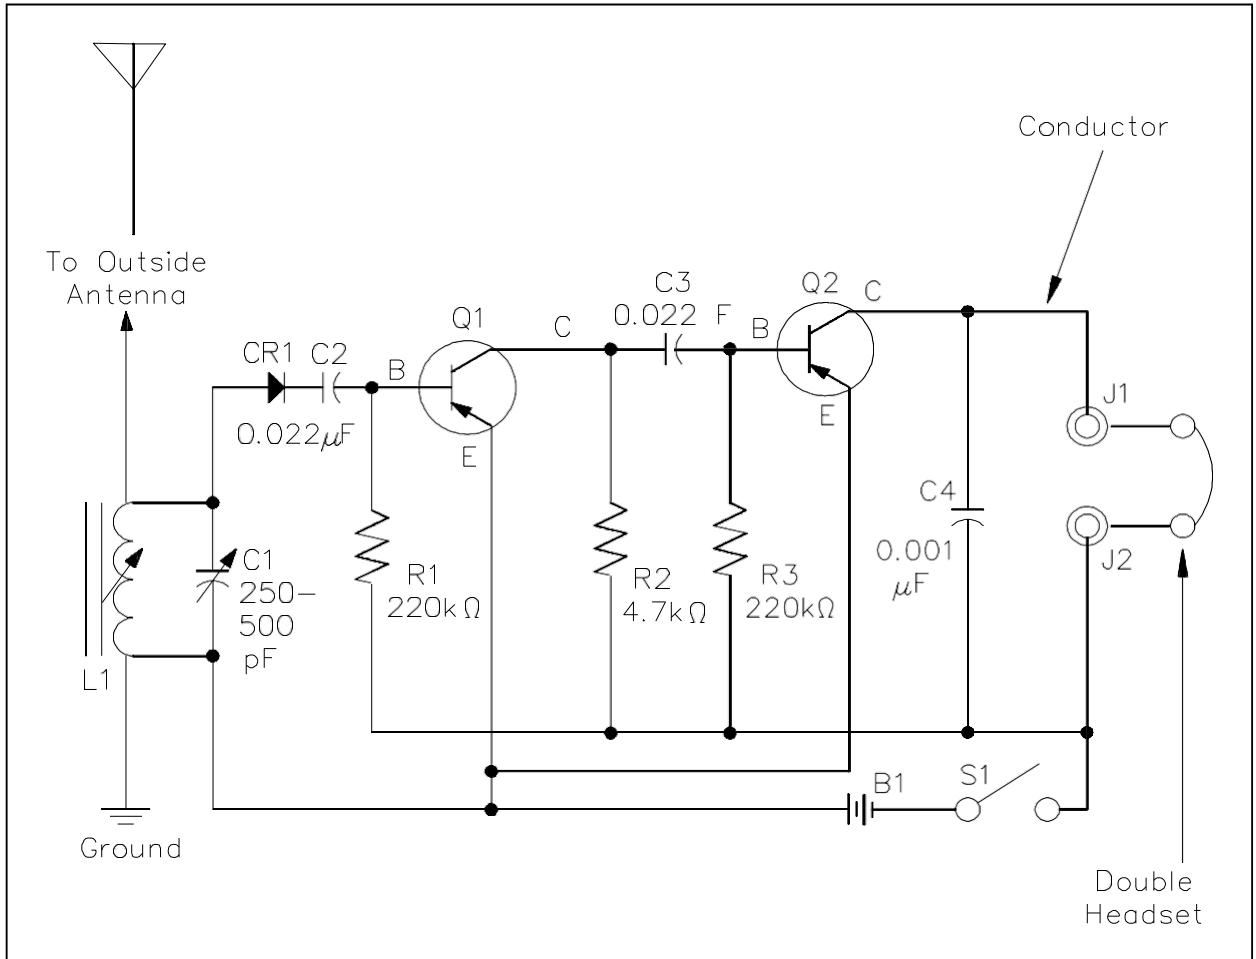 Conductor
To Outside
Antenna
C3
0.022 F
Q2
C
Q1
C
B
CR1 C2
B
0.022μF
E
E
J1
C4
0.001
μF
J2
C1
250-
500
pF
R1
220kΩ
R2
4.7kΩ
R3
220kΩ
L1
B1
S1
Ground
Double
Headset